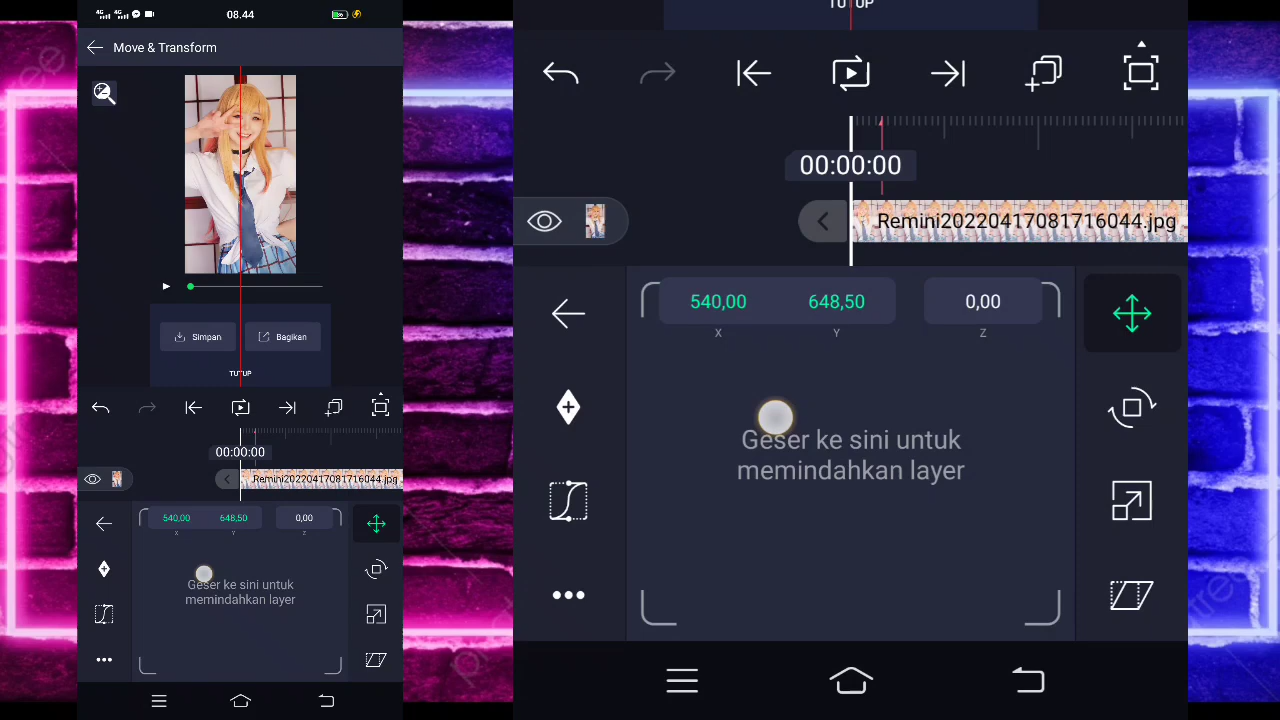 08.44
Move & Transform
Simpan
Bagikan
TUTUP
00:00:00
Remini20220417081716044.jpg
540,00
648,50
0,00
X
Y
Z
Geser ke sini untuk
memindahkan layer
TUTUP
00:00:00
Remini20220417081716044.jpg
540,00
648,50
0,00
X
Y
Z
Geser ke sini untuk
memindahkan layer